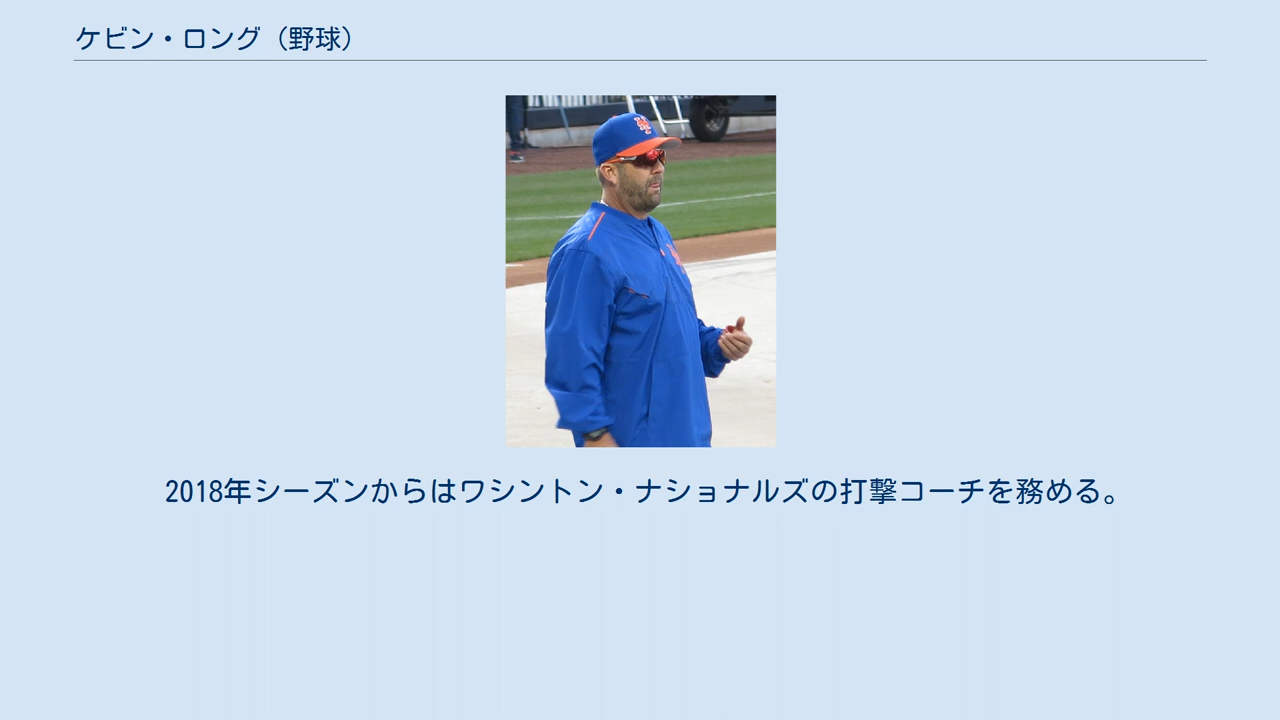 ケビン・ロング（野球）
2018年シーズンからはワシントン・ナショナルズの打撃コーチを務める。